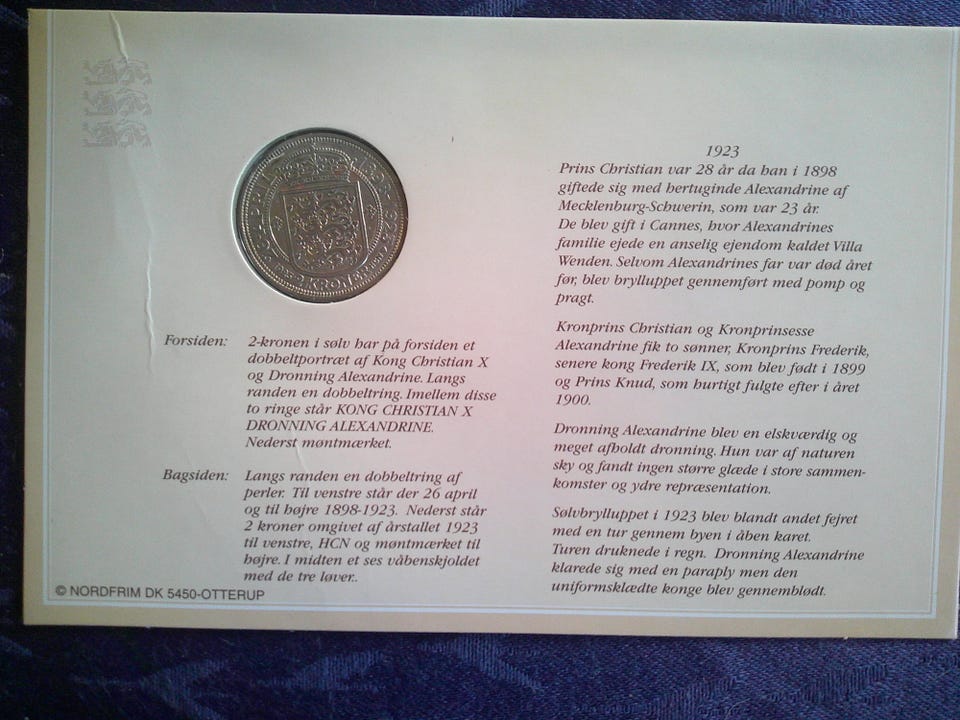 26 APRIL 1898-1923
2 KRONER
Forsiden: 2-kronen i sølv har på forsiden et
dobbeltportræt af Kong Christian X
og Dronning Alexandrine. Langs
randen en dobbeltring. Imellem disse
to ringe står KONG CHRISTIAN X
DRONNING ALEXANDRINE.
Nederst møntmærket.
Bagsiden: Langs randen en dobbeltring af
perler. Til venstre står der 26 april
og til højre 1898-1923. Nederst står
2 kroner omgivet af årstallet 1923
til venstre, HCN og møntmærket til
højre. I midten et ses våbenskjoldet
med de tre løver..
© NORDFRIM DK 5450-OTTERUP
1923
Prins Christian var 28 år da han i 1898
giftede sig med hertuginde Alexandrine af
Mecklenburg-Schwerin, som var 23 år.
De blev gift i Cannes, hvor Alexandrines
familie ejede en anselig ejendom kaldet Villa
Wenden. Selvom Alexandrines far var død året
før, blev brylluppet gennemført med pomp og
pragt.
Kronprins Christian og Kronprinsesse
Alexandrine fik to sønner, Kronprins Frederik,
senere kong Frederik IX, som blev født i 1899
og Prins Knud, som hurtigt fulgte efter i året
1900.
Dronning Alexandrine blev en elskværdig og
meget afholdt dronning. Hun var af naturen
sky og fandt ingen større glæde i store sammen-
komster og ydre repræsentation.
Sølvbrylluppet i 1923 blev blandt andet fejret
med en tur gennem byen i åben karet.
Turen druknede i regn. Dronning Alexandrine
klarede sig med en paraply men den
uniformsklædte konge blev gennemblødt.